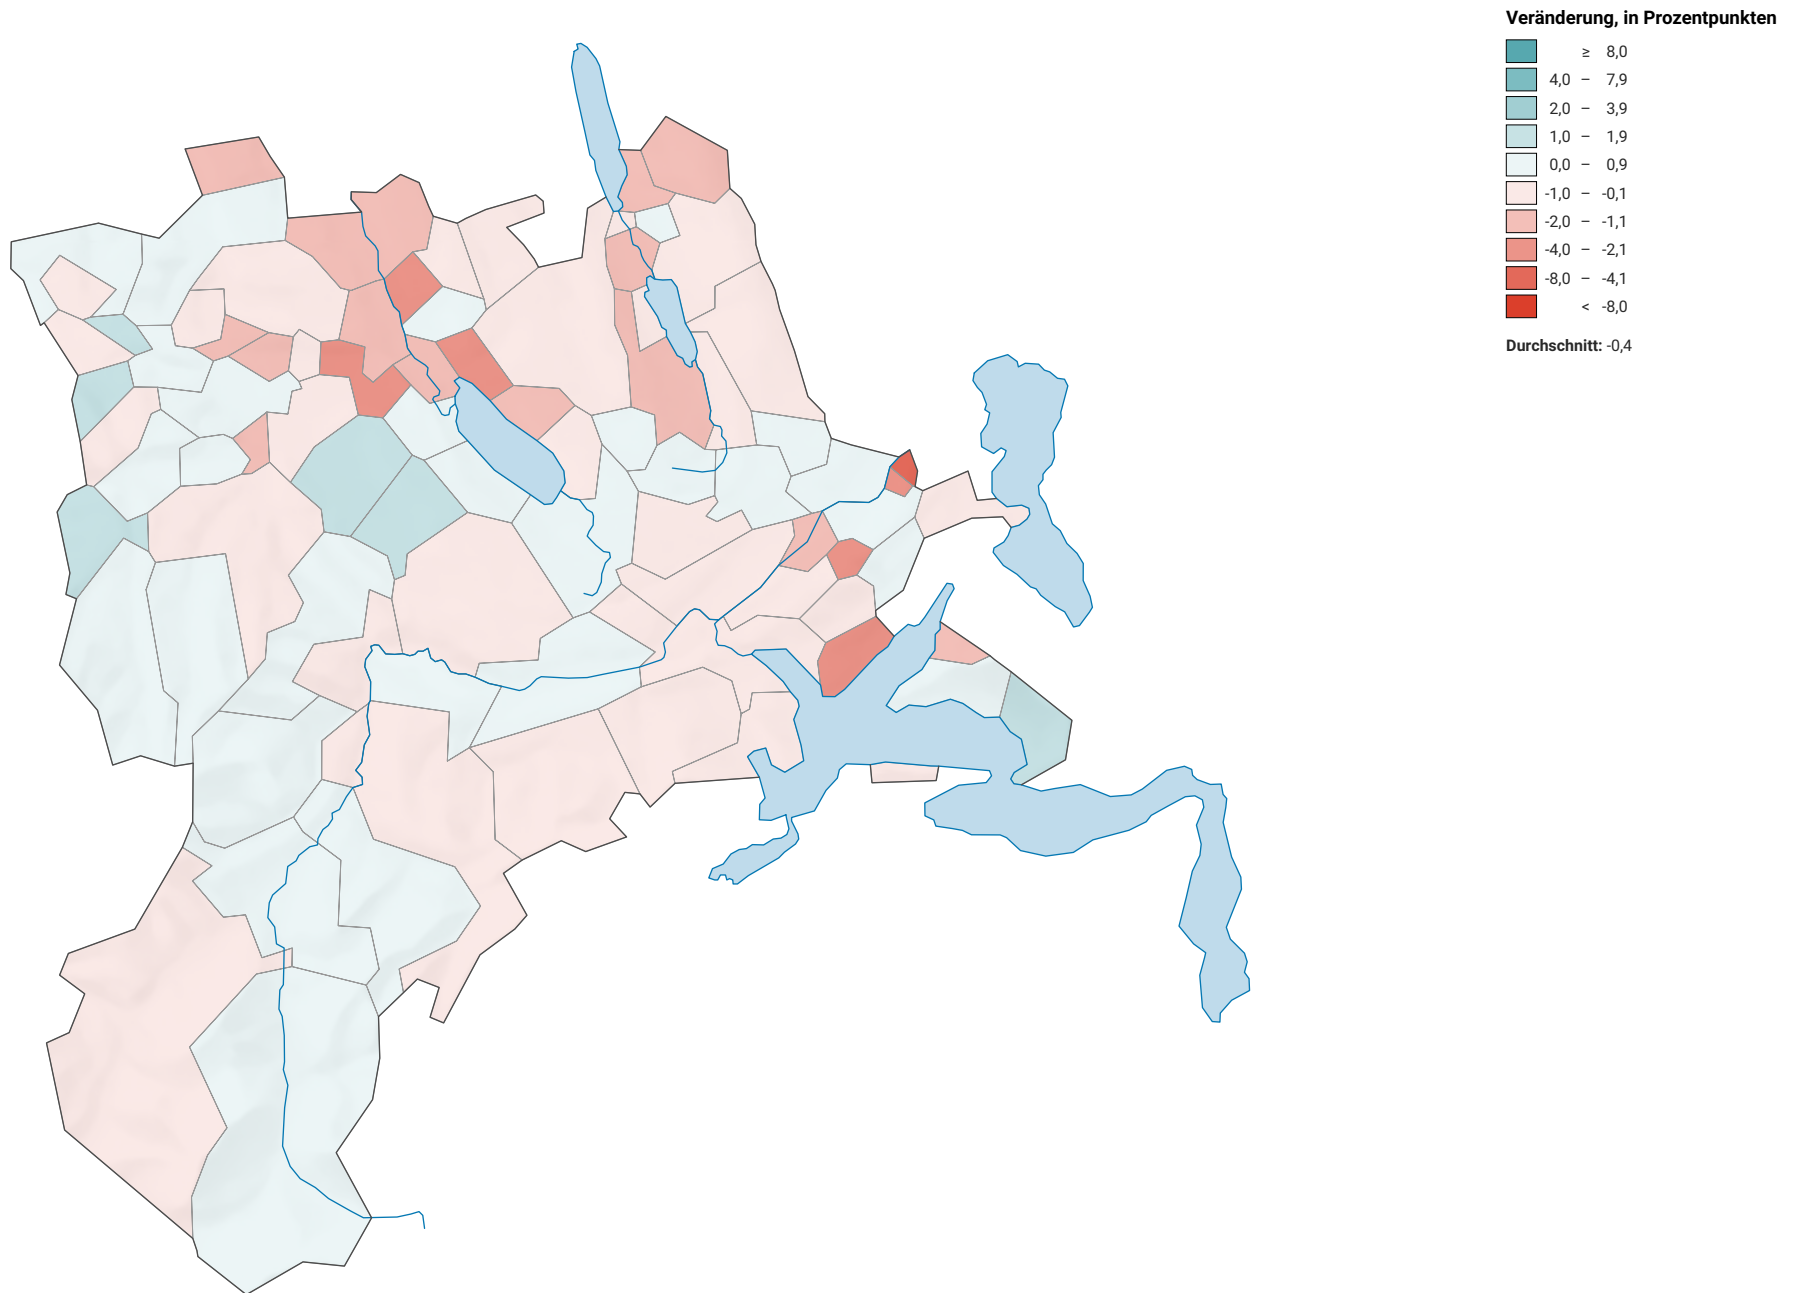 Veränderung, in Prozentpunkten
≥ 8,0
4,0 – 7,9
2,0 – 3,9
1,0 – 1,9
0,0 – 0,9
-1,0 – -0,1
-2,0 – -1,1
-4,0 – -2,1
-8,0 – -4,1
< -8,0
Durchschnitt: -0,4